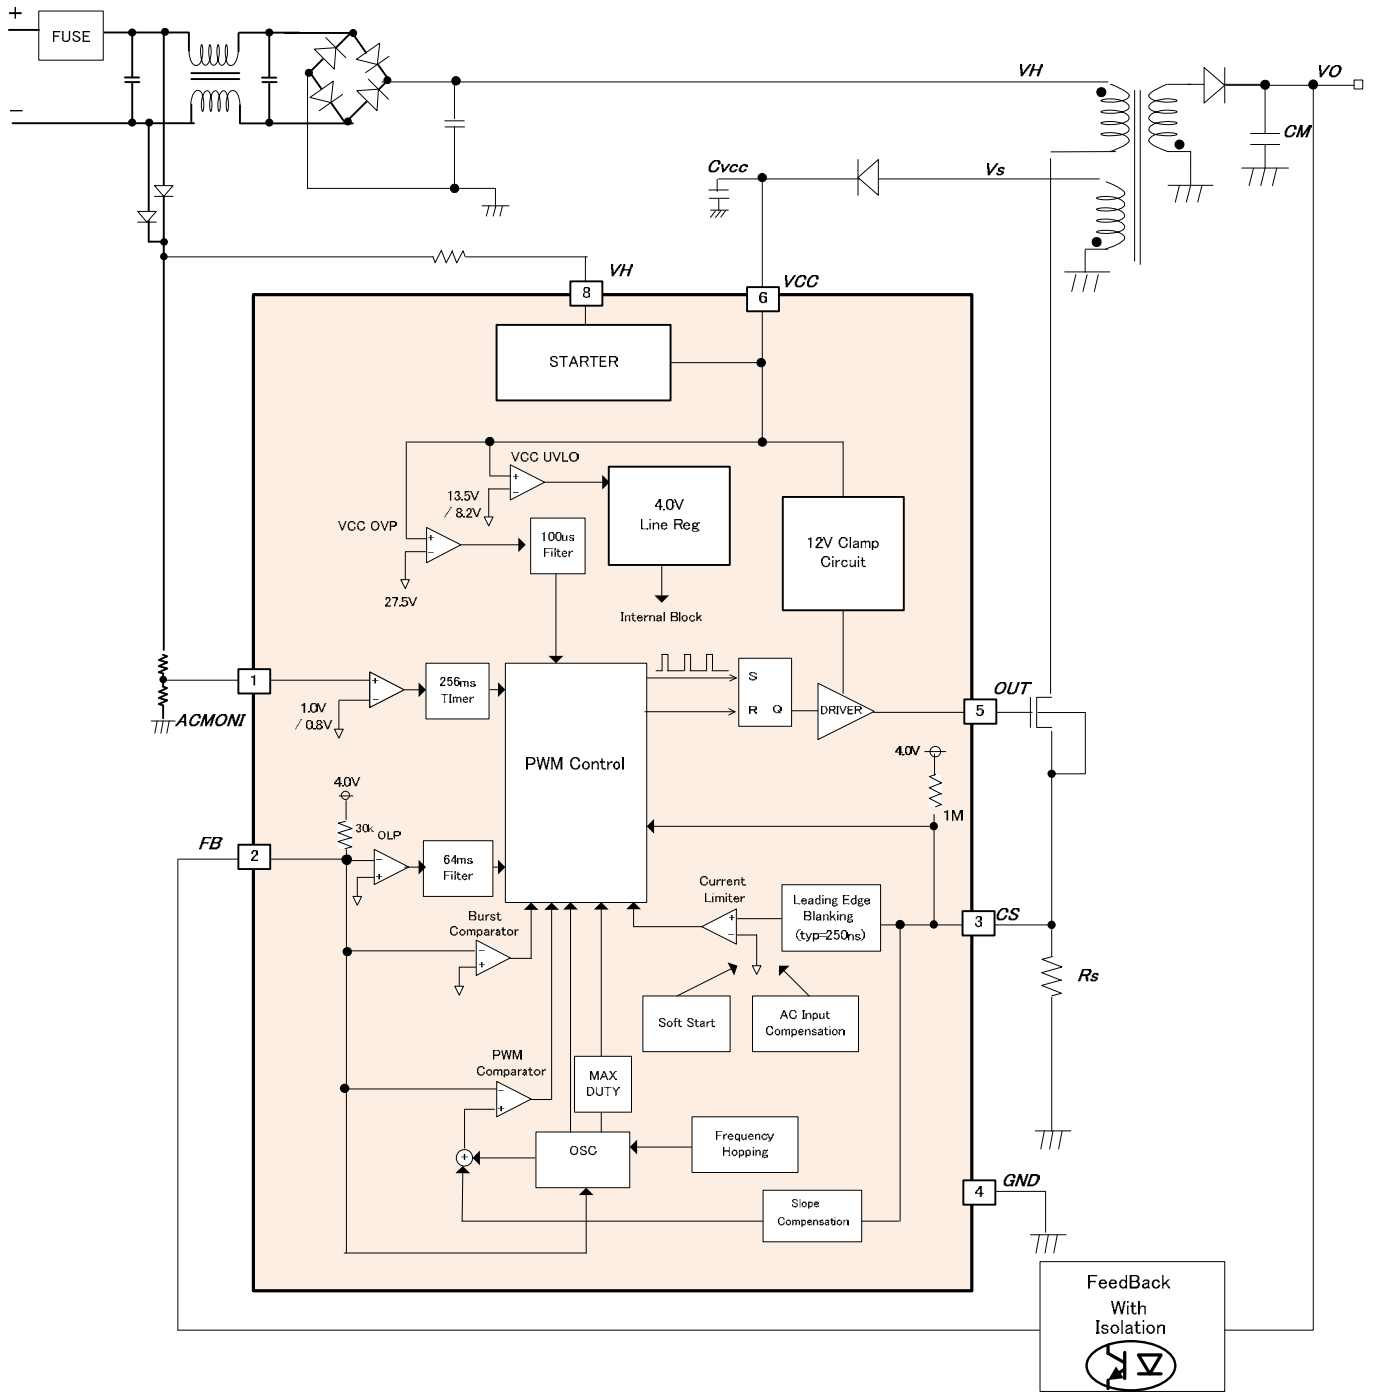 +
FUSE
−
VH
VO
CM
Cvcc
Vs
VH
VCC
8
6
STARTER
VCC UVLO
+
−
13.5V
/ 8.2V
4.0V
Line Reg
VCC OVP
+
−
27.5V
100us
Filter
12V Clamp
Circuit
Internal Block
1
ACMONI
+
−
1.0V
/ 0.8V
256ms
TImer
PWM Control
S
R Q
DRIVER
OUT
5
4.0V
1M
4.0V
30k
OLP
FB
2
−
+
64ms
Filter
Current
Limiter
+
−
Leading Edge
Blanking
(typ=250ns)
3
CS
Burst
Comparator
−
+
Rs
Soft Start
AC Input
Compensation
PWM
Comparator
−
+
MAX
DUTY
+
OSC
Frequency
Hopping
Slope
Compensation
4
GND
FeedBack
With
Isolation